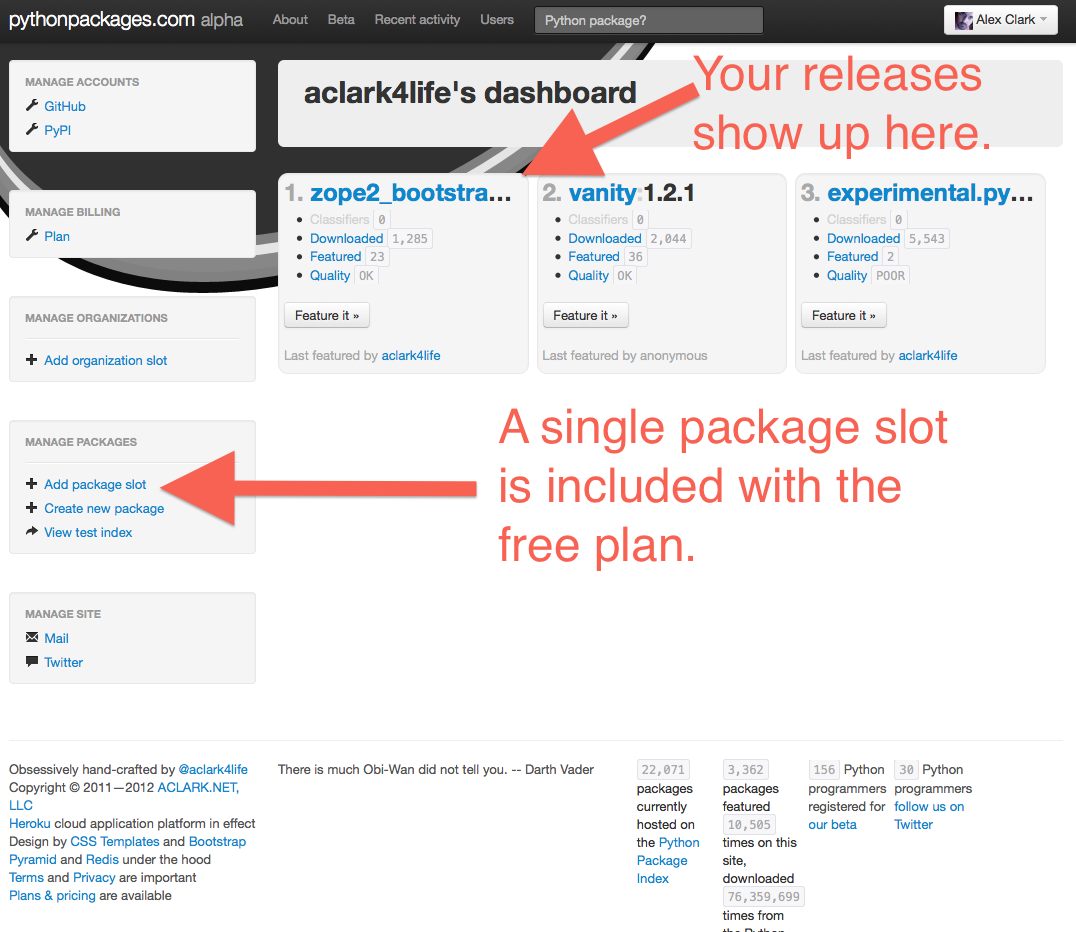 pythonpackages.com alpha
About Beta Recent activity Users Python package? Alex Clark
MANAGE ACCOUNTS
GitHub
PyPI
MANAGE BILLING
Plan
MANAGE ORGANIZATIONS
Add organization slot
MANAGE PACKAGES
Add package slot
Create new package
View test index
MANAGE SITE
Mail
Twitter
aclark4life's dashboard
Your releases
show up here.
1. zope2_bootstra...
Classifiers 0
Downloaded 1,285
Featured 23
Quality OK
Feature it »
Last featured by aclark4life
2. vanity:1.2.1
Classifiers 0
Downloaded 2,044
Featured 36
Quality OK
Feature it »
Last featured by anonymous
3. experimental.py...
Classifiers 0
Downloaded 5,543
Featured 2
Quality POOR
Feature it »
Last featured by aclark4life
A single package slot
is included with the
free plan.
Obsessively hand-crafted by @aclark4life
Copyright © 2011—2012 ACLARK.NET,
LLC
Heroku cloud application platform in effect
Design by CSS Templates and Bootstrap
Pyramid and Redis under the hood
Terms and Privacy are important
Plans & pricing are available
There is much Obi-Wan did not tell you. -- Darth Vader
22,071
packages
currently
hosted on
the Python
Package
Index
3,362
packages
featured
10,505
times on this
site,
downloaded
76,359,699
times from
the Python
156 Python
programmers
registered for
our beta
30 Python
programmers
follow us on
Twitter